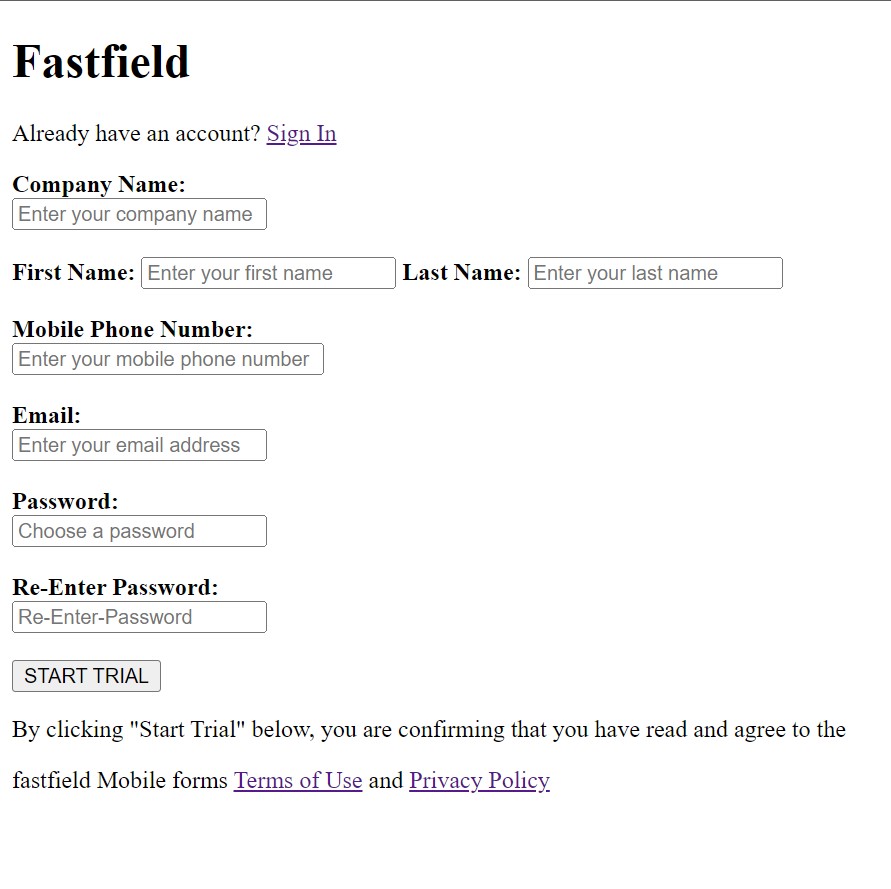 Fastfield
Already have an account? Sign In
Company Name:
Enter your company name
First Name: Enter your first name Last Name: Enter your last name
Mobile Phone Number:
Enter your mobile phone number
Email:
Enter your email address
Password:
Choose a password
Re-Enter Password:
Re-Enter-Password
START TRIAL
By clicking "Start Trial" below, you are confirming that you have read and agree to the
fastfield Mobile forms Terms of Use and Privacy Policy